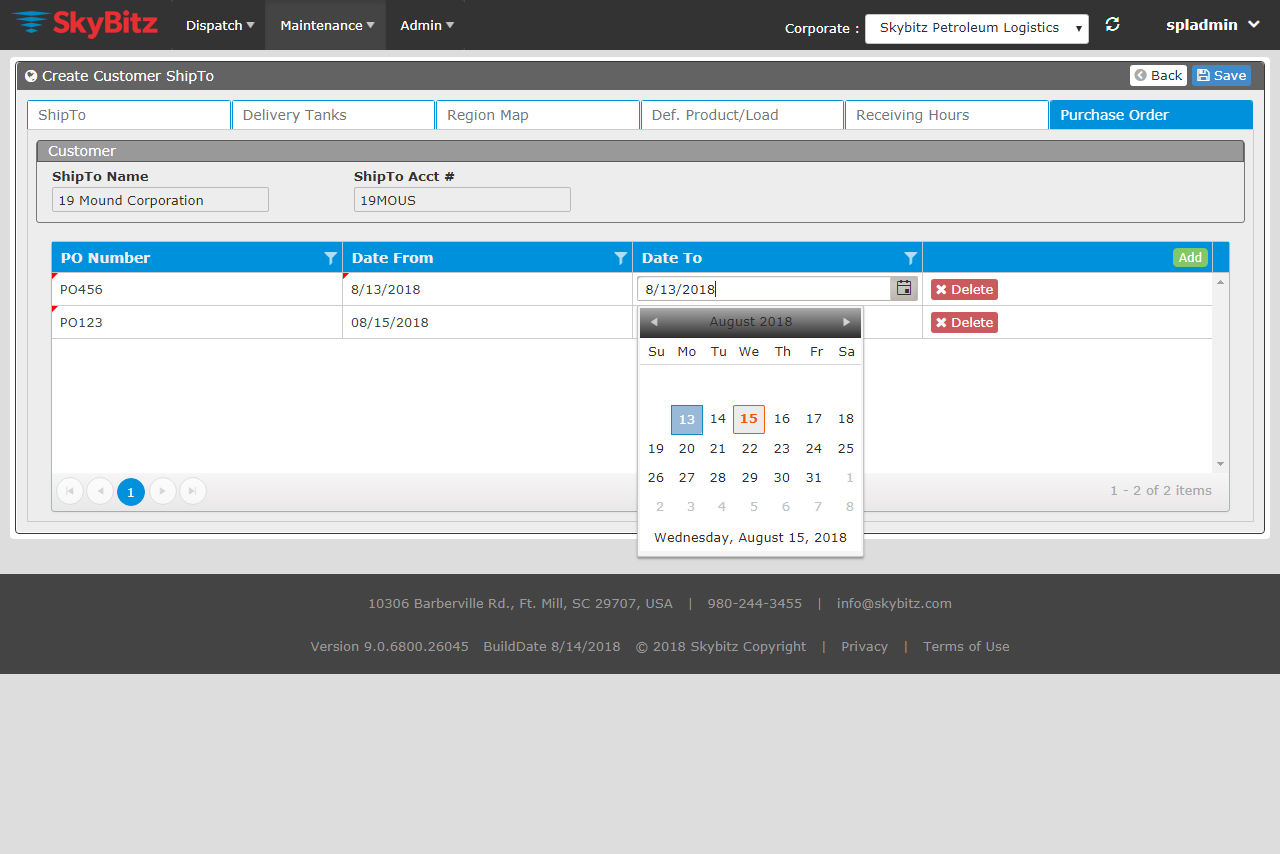 SkyBitz Dispatch Maintenance Admin Corporate : Skybitz Petroleum Logistics spladmin
Create Customer ShipTo Back Save
ShipTo Delivery Tanks Region Map Def. Product/Load Receiving Hours Purchase Order
Customer
ShipTo Name ShipTo Acct #
19 Mound Corporation 19MOUS
PO Number Date From Date To Add
PO456 8/13/2018 8/13/2018 Delete
PO123 08/15/2018 Delete
August 2018
Su Mo Tu We Th Fr Sa
13 14 15 16 17 18
19 20 21 22 23 24 25
26 27 28 29 30 31 1
2 3 4 5 6 7 8
Wednesday, August 15, 2018
1 1 - 2 of 2 items
10306 Barberville Rd., Ft. Mill, SC 29707, USA | 980-244-3455 | info@skybitz.com
Version 9.0.6800.26045 BuildDate 8/14/2018 © 2018 Skybitz Copyright | Privacy | Terms of Use